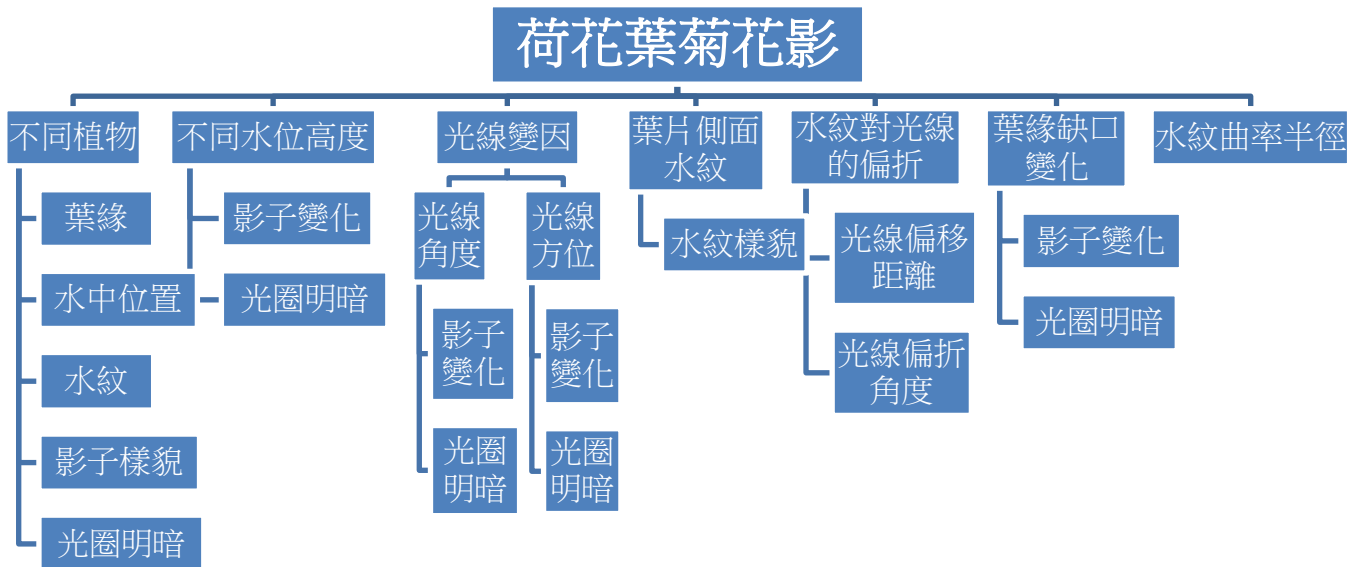 荷花葉菊花影
不同植物
葉緣
水中位置
水紋
影子樣貌
光圈明暗
不同水位高度
影子變化
光圈明暗
光線變因
光線
角度
影子
變化
光圈
明暗
光線
方位
影子
變化
光圈
明暗
葉片側面
水紋
水紋樣貌
水紋對光線
的偏折
光線偏移
距離
光線偏折
角度
葉緣缺口
變化
影子變化
光圈明暗
水紋曲率半徑